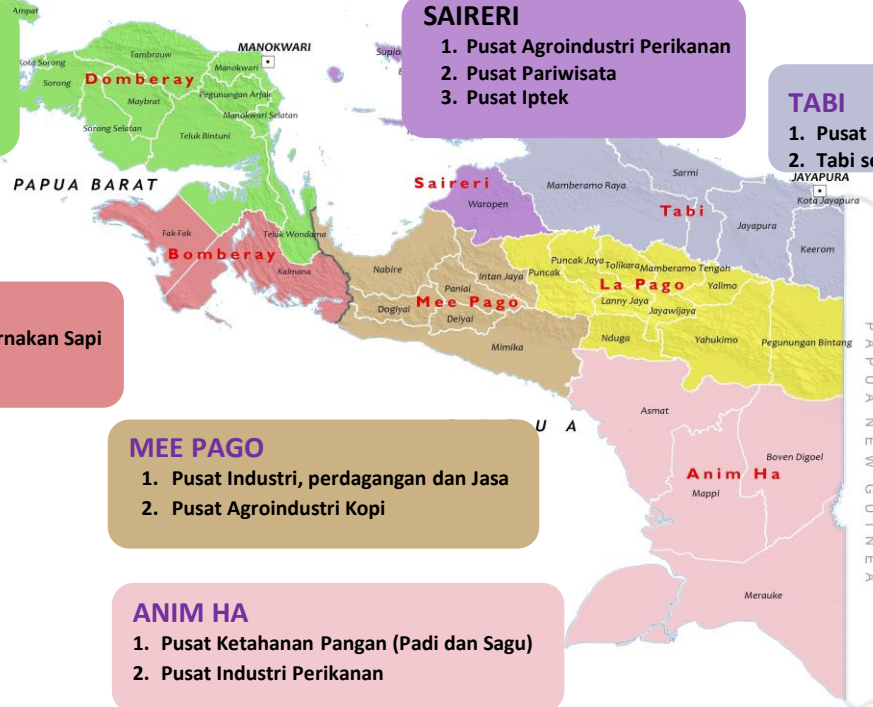 Ampat
Kota Sorong
Sorong
Tambrauw
Domberay
Maybrat
Sorong Selatan
MANOKWARI
Manokwari
Pegunungan Arfak
Manokwari Selatan
Teluk Bintuni
PAPUA BARAT
Fak-Fak
Bomberay
Teluk Wondama
Kaimana
SAIRERI
1. Pusat Agroindustri Perikanan
2. Pusat Pariwisata
3. Pusat Iptek
TABI
1. Pusat
2. Tabi se
JAYAPURA
Kota Jayapura
Saireri
Waropen
Mamberamo Raya
Sarmi
Tabi
Jayapura
Keerom
Nabire
Paniai
Intan Jaya
Mee Pago
Dogiyai
Deiyai
Mimika
Puncak
Puncak Jaya
Tolikara
Mamberamo Tengah
La Pago
Yalimo
Lanny Jaya
Jayawijaya
Nduga
Yahukimo
Pegunungan Bintang
rnakan Sapi
U A
Asmat
Boven Digoel
Anim Ha
Mappi
Merauke
PAPUA NEW GUINEA
MEE PAGO
1. Pusat Industri, perdagangan dan Jasa
2. Pusat Agroindustri Kopi
ANIM HA
1. Pusat Ketahanan Pangan (Padi dan Sagu)
2. Pusat Industri Perikanan